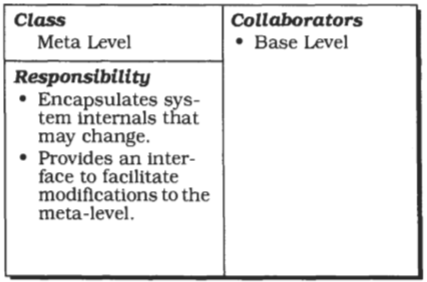 Class
Meta Level
Responsibility
• Encapsulates sys-
tem internals that
may change.
• Provides an inter-
face to facilitate
modifications to the
meta-level.
Collaborators
• Base Level